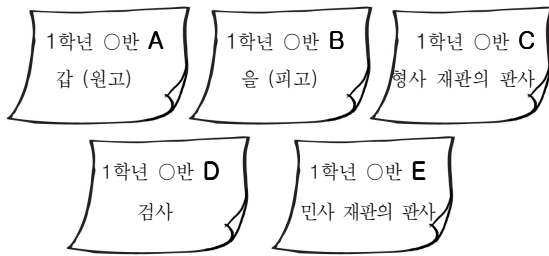 1학년 ○반 A
갑 (원고)
1학년 ○반 B
을 (피고)
1학년 ○반 C
형사 재판의 판사
1학년 ○반 D
검사
1학년 ○반 E
민사 재판의 판사